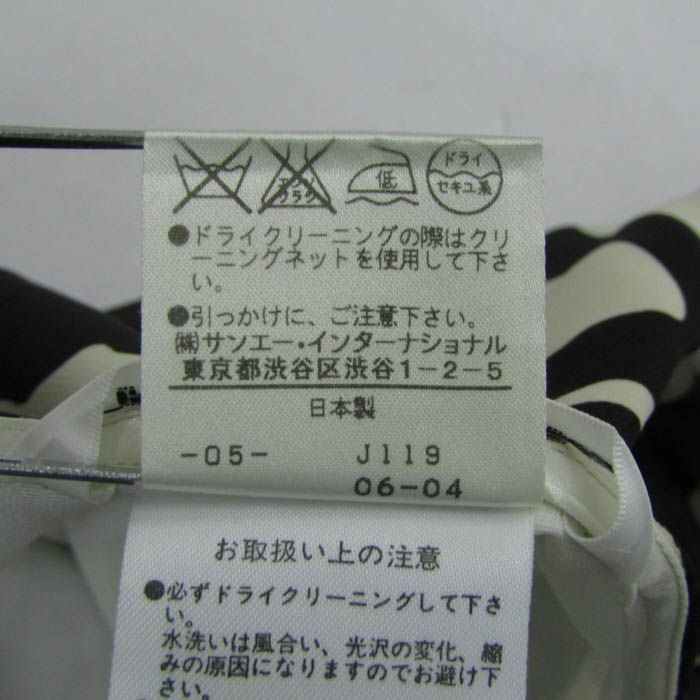 エンソ
サラシ
低
ドライ
セキユ系
●ドライクリーニングの際はクリ
ーニングネットを使用して下さ
い。
●引っかけに、ご注意下さい。
㈱サンエー・インターナショナル
東京都渋谷区渋谷1-2-5
日本製
-05- J119
06-04
お取扱い上の注意
●必ずドライクリーニングして下さ
い。
水洗いは風合い、光沢の変化、縮
みの原因になりますのでお避け下
さい。